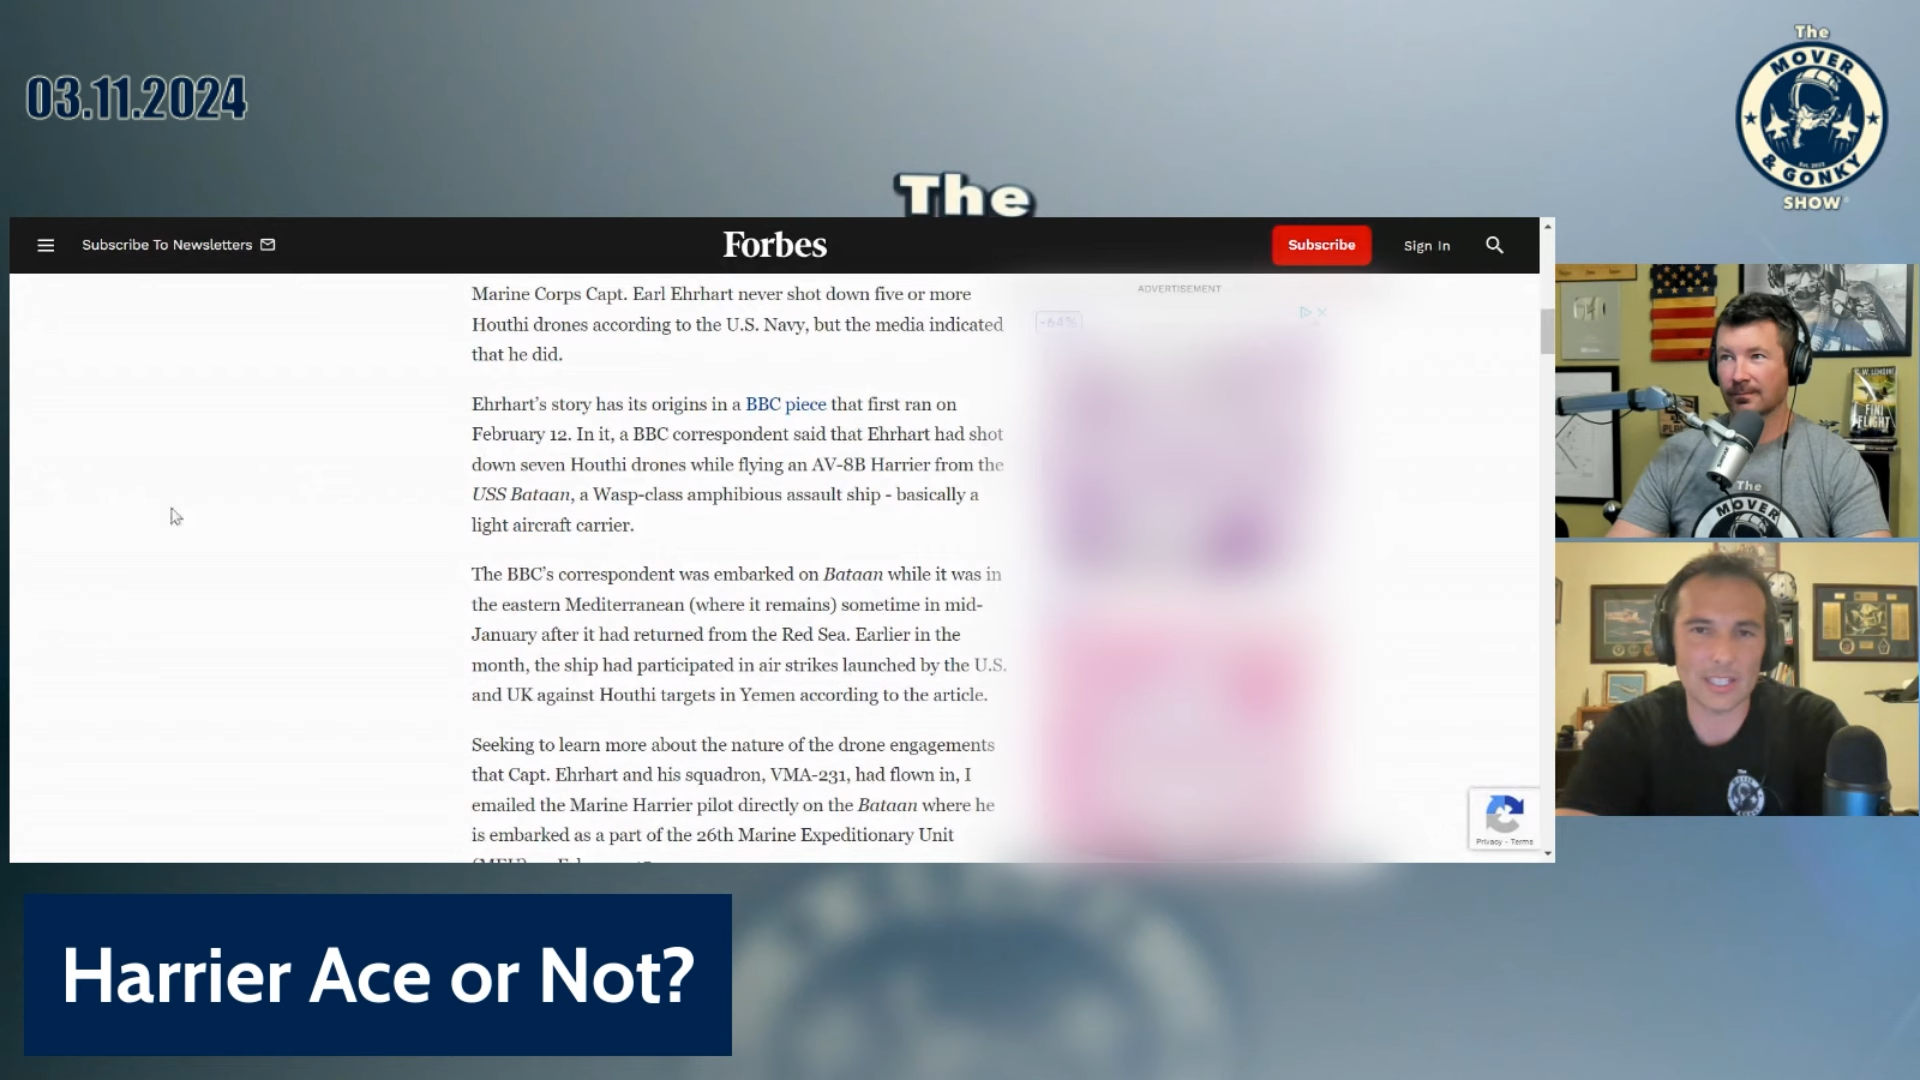 03.11.2024
The
MOVER
& GONKY
SHOW
The
Subscribe To Newsletters
Forbes
Subscribe
Sign In
Marine Corps Capt. Earl Ehrhart never shot down five or more
Houthi drones according to the U.S. Navy, but the media indicated
that he did.
Ehrhart’s story has its origins in a BBC piece that first ran on
February 12. In it, a BBC correspondent said that Ehrhart had shot
down seven Houthi drones while flying an AV-8B Harrier from the
USS Bataan, a Wasp-class amphibious assault ship - basically a
light aircraft carrier.
The BBC’s correspondent was embarked on Bataan while it was in
the eastern Mediterranean (where it remains) sometime in mid-
January after it had returned from the Red Sea. Earlier in the
month, the ship had participated in air strikes launched by the U.S.
and UK against Houthi targets in Yemen according to the article.
Seeking to learn more about the nature of the drone engagements
that Capt. Ehrhart and his squadron, VMA-231, had flown in, I
emailed the Marine Harrier pilot directly on the Bataan where he
is embarked as a part of the 26th Marine Expeditionary Unit
ADVERTISEMENT
-64%
Privacy - Terms
C.W. LEMOINE
FINI
FLIGHT
The
MOVER
Harrier Ace or Not?